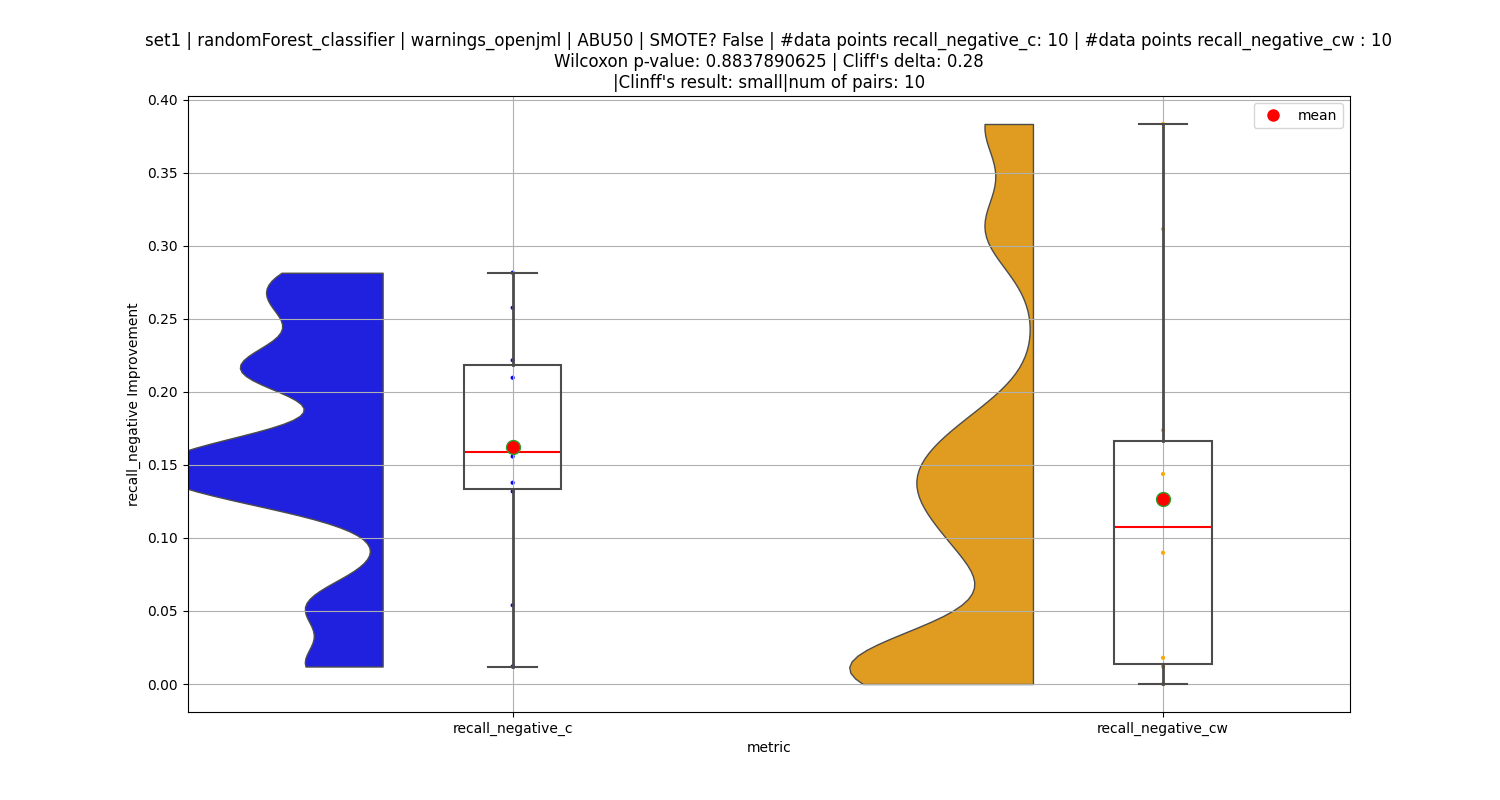 set1 | randomForest_classifier | warnings_openjml | ABU50 | SMOTE? False | #data points recall_negative_c: 10 | #data points recall_negative_cw : 10
Wilcoxon p-value: 0.8837890625 | Cliff's delta: 0.28
|Clinff's result: small|num of pairs: 10
mean
0.40
0.35
0.30
0.25
0.20
0.15
0.10
0.05
0.00
recall_negative Improvement
recall_negative_c
recall_negative_cw
metric